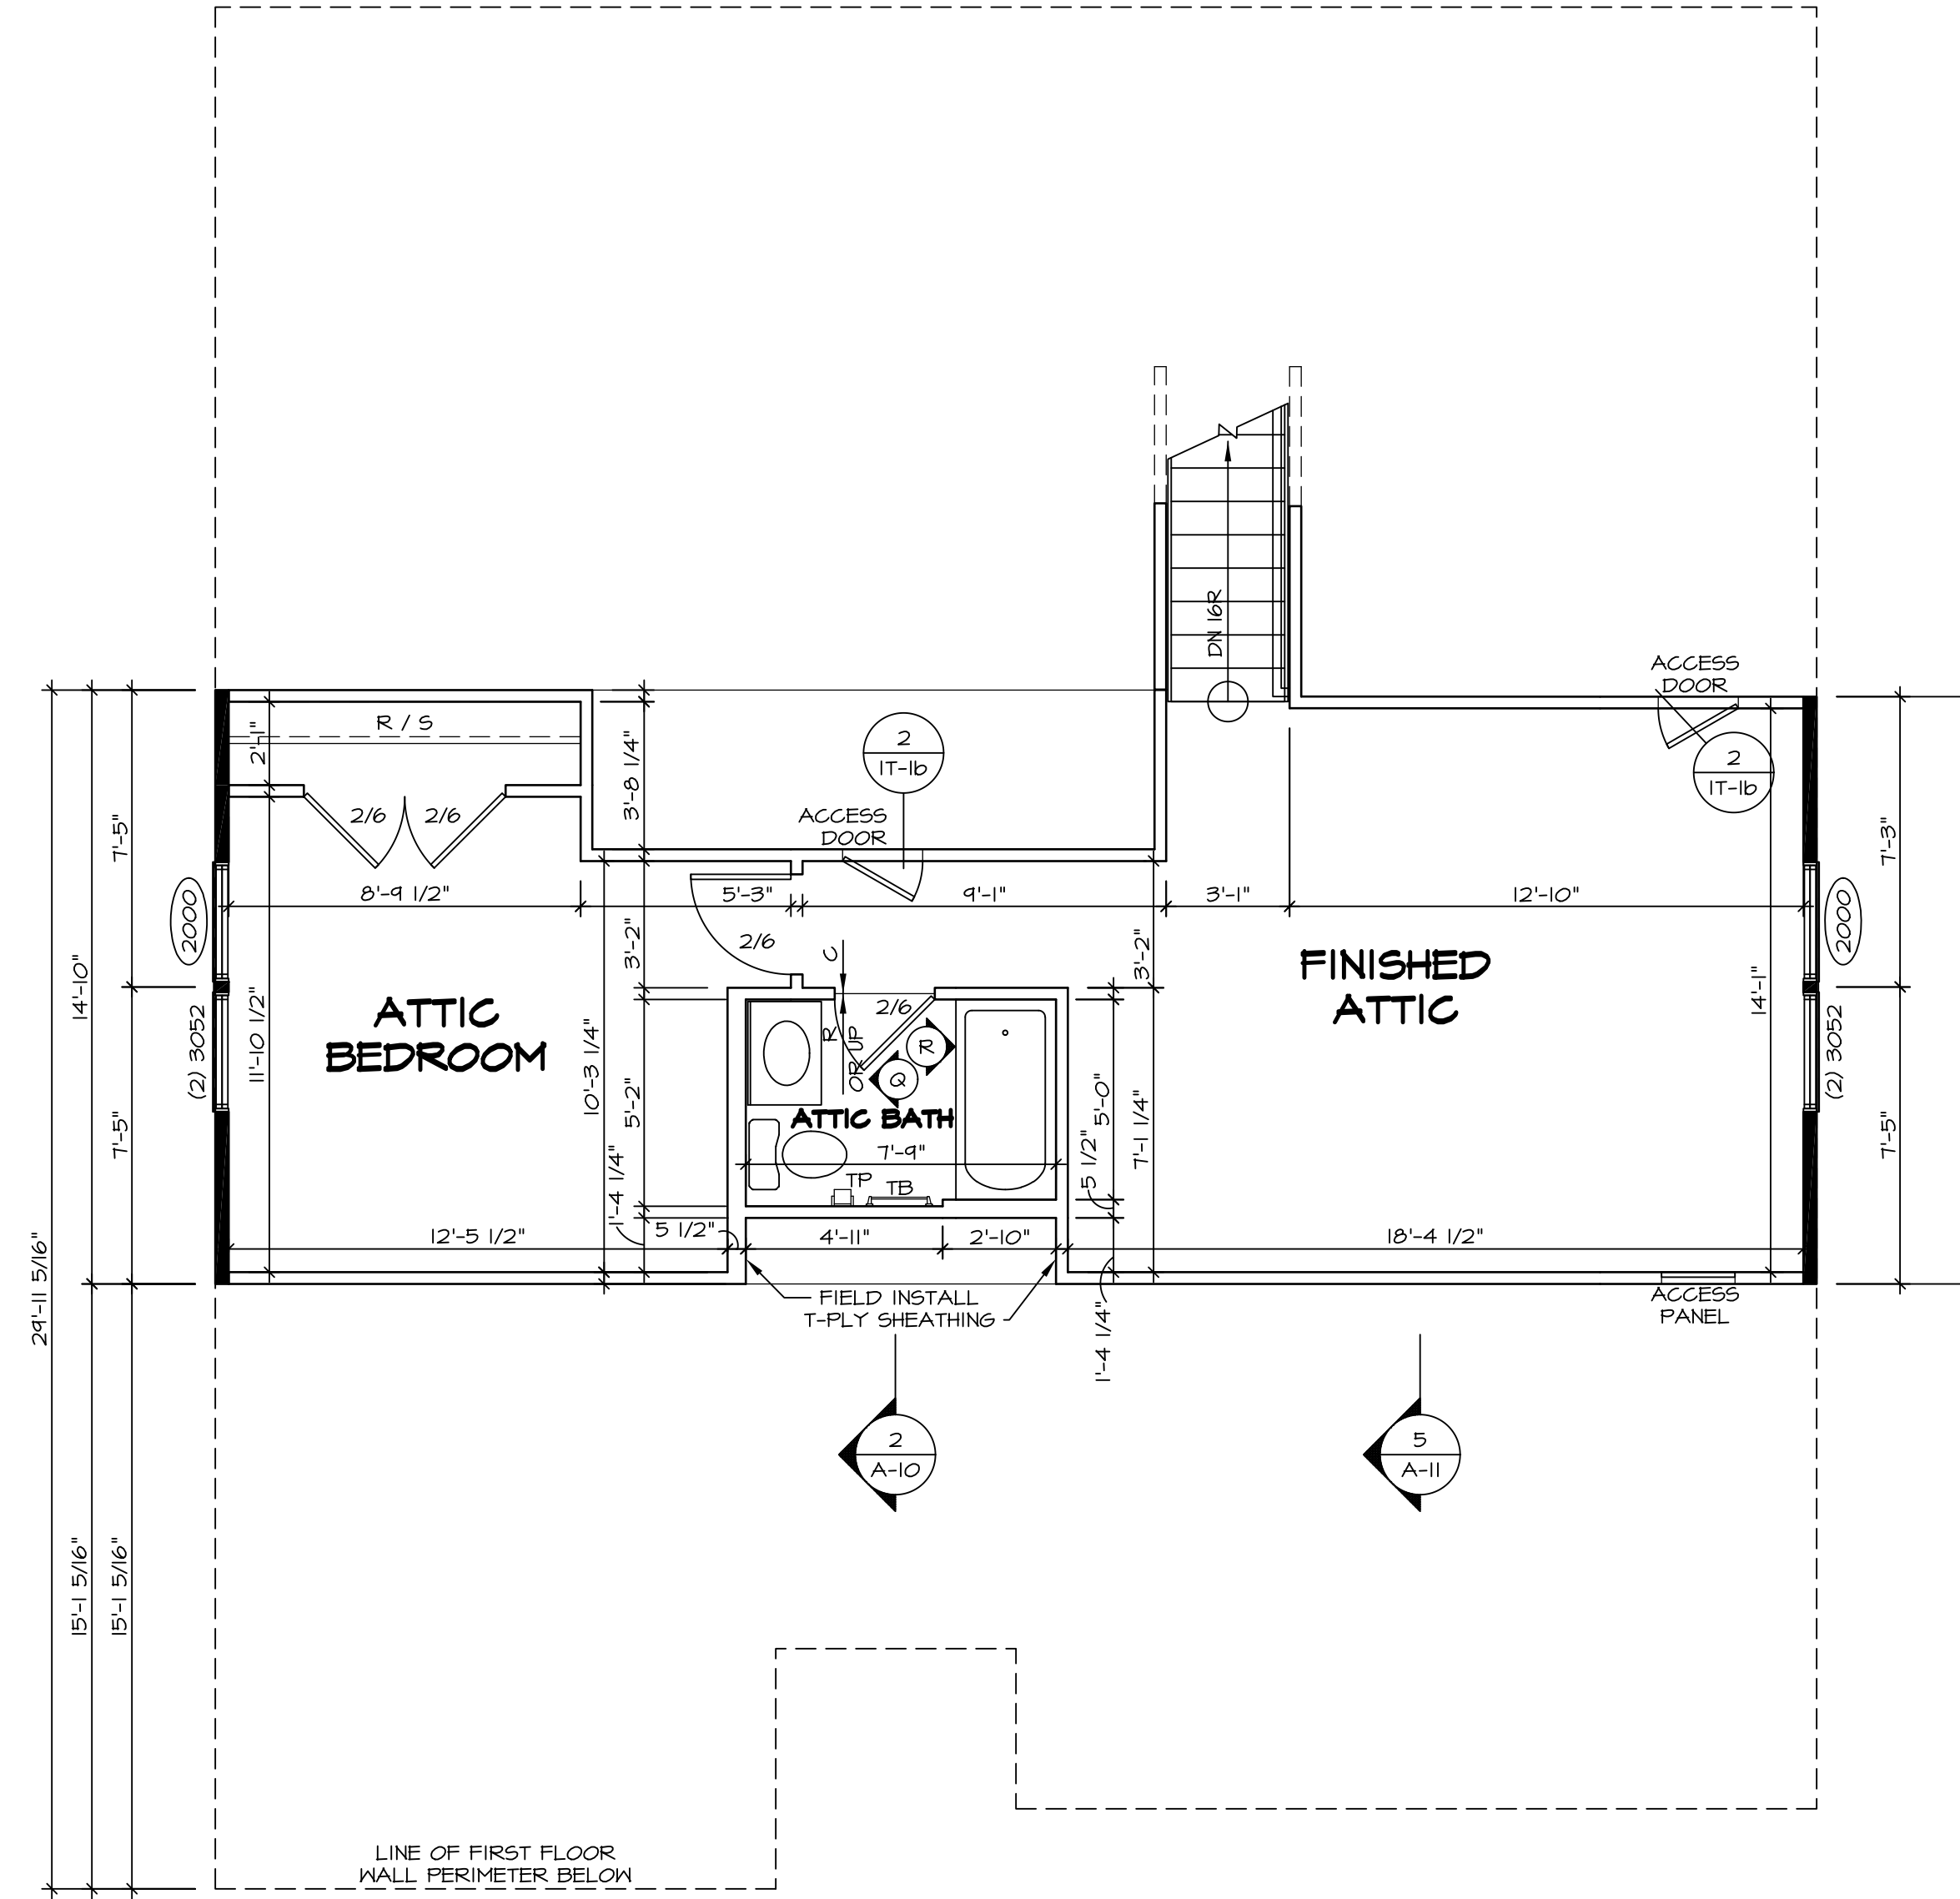 DN 16R
ACCESS
DOOR
2
1T-1b
R / S
2'-1"
3'-8 1/4"
2
1T-1b
ACCESS
DOOR
2/6
2/6
7'-5"
7'-3"
8'-9 1/2"
5'-3"
9'-1"
3'-1"
12'-10"
2000
2000
2/6
3'-2"
C
3'-2"
14'-10"
14'-1"
FINISHED
ATTIC
ATTIC
BEDROOM
2/6
R
OR UP
R
Q
(2) 3052
11'-10 1/2"
10'-3 1/4"
5'-2"
(2) 3052
ATTIC BATH
5'-0"
7'-1 1/4"
7'-5"
7'-9"
5 1/2"
7'-5"
TP
TB
1'-4 1/4"
12'-5 1/2"
5 1/2"
4'-11"
2'-10"
18'-4 1/2"
29'-11 5/16"
FIELD INSTALL
T-PLY SHEATHING
1'-4 1/4"
ACCESS
PANEL
2
A-10
5
A-11
15'-1 5/16"
15'-1 5/16"
LINE OF FIRST FLOOR
WALL PERIMETER BELOW